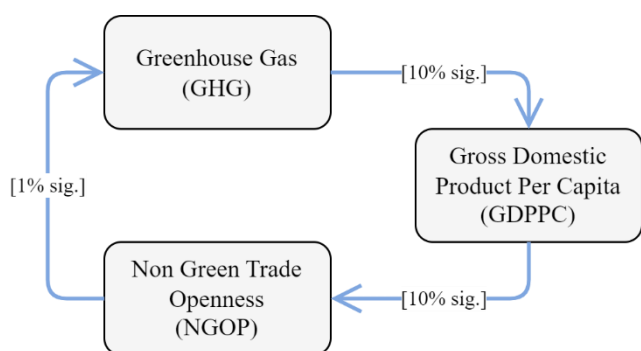 Greenhouse Gas
(GHG)
[10% sig.]
Gross Domestic
Product Per Capita
(GDPPC)
[1% sig.]
Non Green Trade
Openness
(NGOP)
[10% sig.]